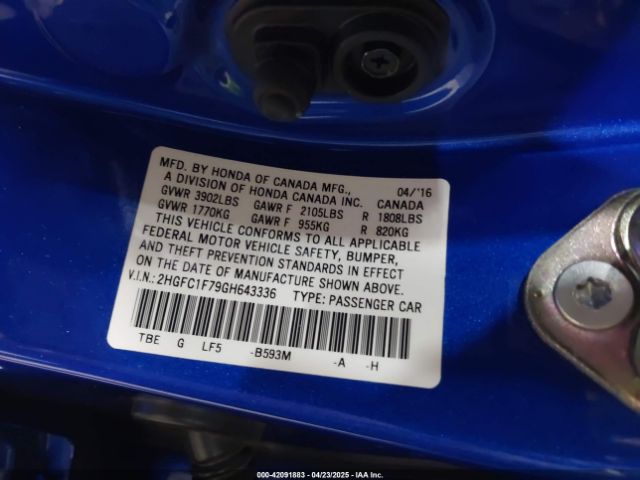 MFD. BY HONDA OF CANADA MFG., 04/'16
A DIVISION OF HONDA CANADA INC. CANADA
GVWR 3902LBS GAWR F 2105LBS R 1808LBS
GVWR 1770KG GAWR F 955KG R 820KG
THIS VEHICLE CONFORMS TO ALL APPLICABLE
FEDERAL MOTOR VEHICLE SAFETY, BUMPER,
AND THEFT PREVENTION STANDARDS IN EFFECT
ON THE DATE OF MANUFACTURE SHOWN ABOVE.
V.I.N.: 2HGFC1F79GH643336 TYPE: PASSENGER CAR
TBE G LF5 -B593M -A -H
000-42091883 - 04/23/2025 - IAA Inc.